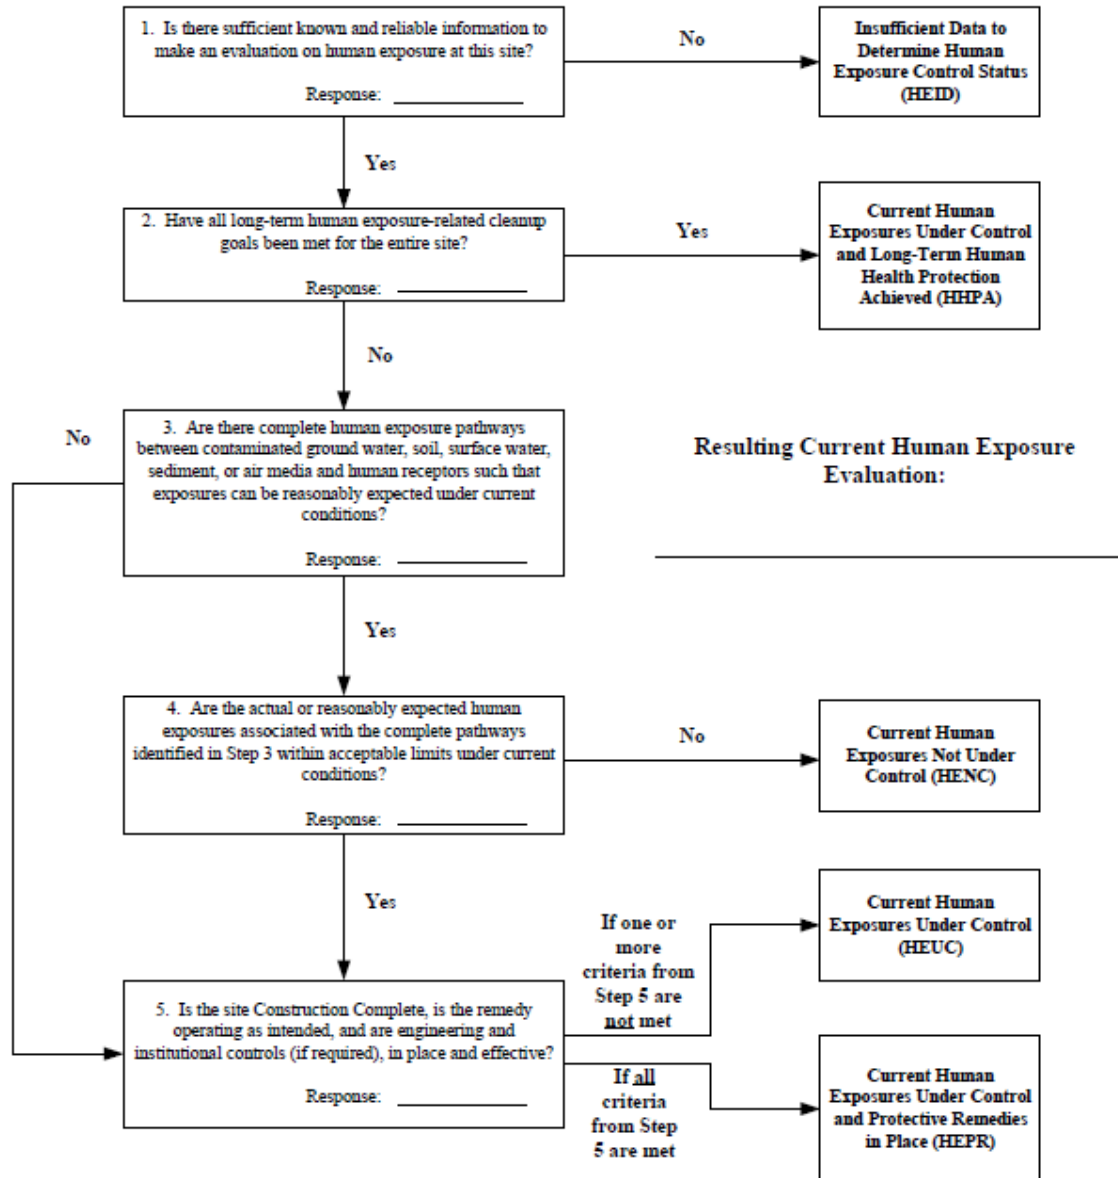 1. Is there sufficient known and reliable information to
make an evaluation on human exposure at this site?
Response:
No
Insufficient Data to
Determine Human
Exposure Control Status
(HEID)
Yes
2. Have all long-term human exposure-related cleanup
goals been met for the entire site?
Response:
Yes
Current Human
Exposures Under Control
and Long-Term Human
Health Protection
Achieved (HHPA)
No
No
3. Are there complete human exposure pathways
between contaminated ground water, soil, surface water,
sediment, or air media and human receptors such that
exposures can be reasonably expected under current
conditions?
Response:
Resulting Current Human Exposure
Evaluation:
Yes
4. Are the actual or reasonably expected human
exposures associated with the complete pathways
identified in Step 3 within acceptable limits under current
conditions?
Response:
No
Current Human
Exposures Not Under
Control (HENC)
Yes
If one or
more
criteria from
Step 5 are
not met
Current Human
Exposures Under Control
(HEUC)
5. Is the site Construction Complete, is the remedy
operating as intended, and are engineering and
institutional controls (if required), in place and effective?
Response:
If all
criteria
from Step
5 are met
Current Human
Exposures Under Control
and Protective Remedies
in Place (HEPR)